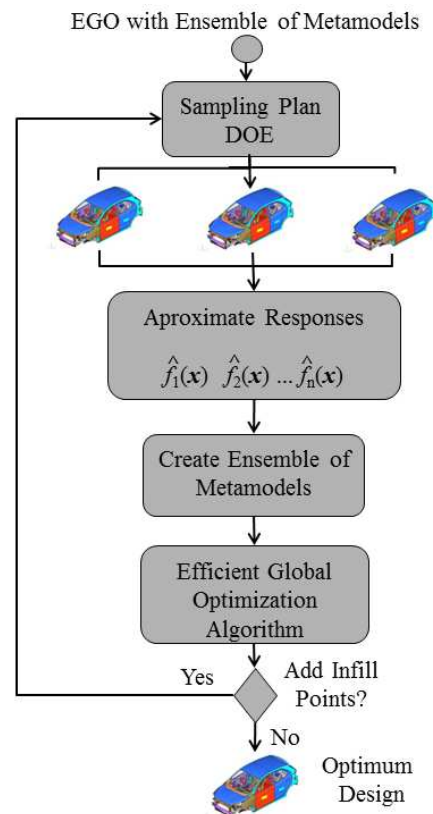 EGO with Ensemble of Metamodels
Sampling Plan
DOE
Aproximate Responses
f̂₁(x) f̂₂(x) ... f̂ₙ(x)
Create Ensemble of
Metamodels
Efficient Global
Optimization
Algorithm
Yes
Add Infill
Points?
No
Optimum
Design